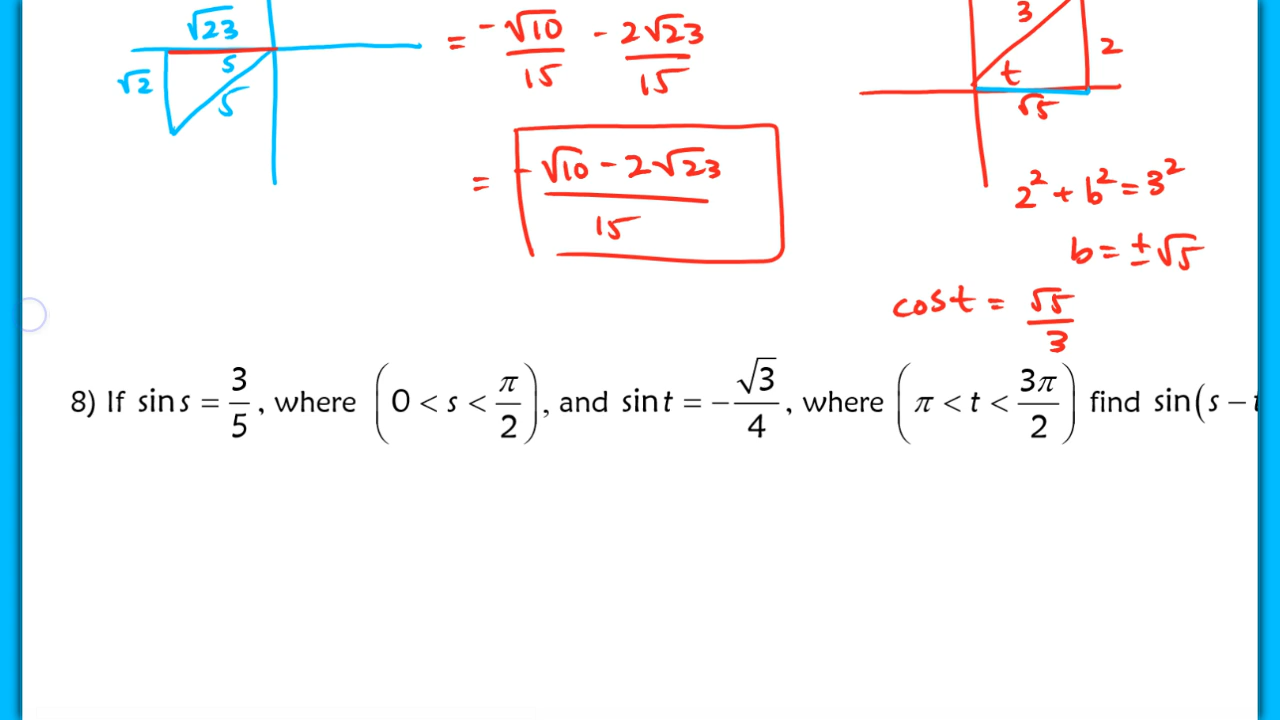 √23
√2
s
5
= -√10/15 - 2√23/15
= -√10 - 2√23 / 15
3
2
t
√5
2² + b² = 3²
b = ±√5
cos t = √5/3
8) If sin s = 3/5, where (0 < s < π/2), and sin t = -√3/4, where (π < t < 3π/2) find sin(s − t